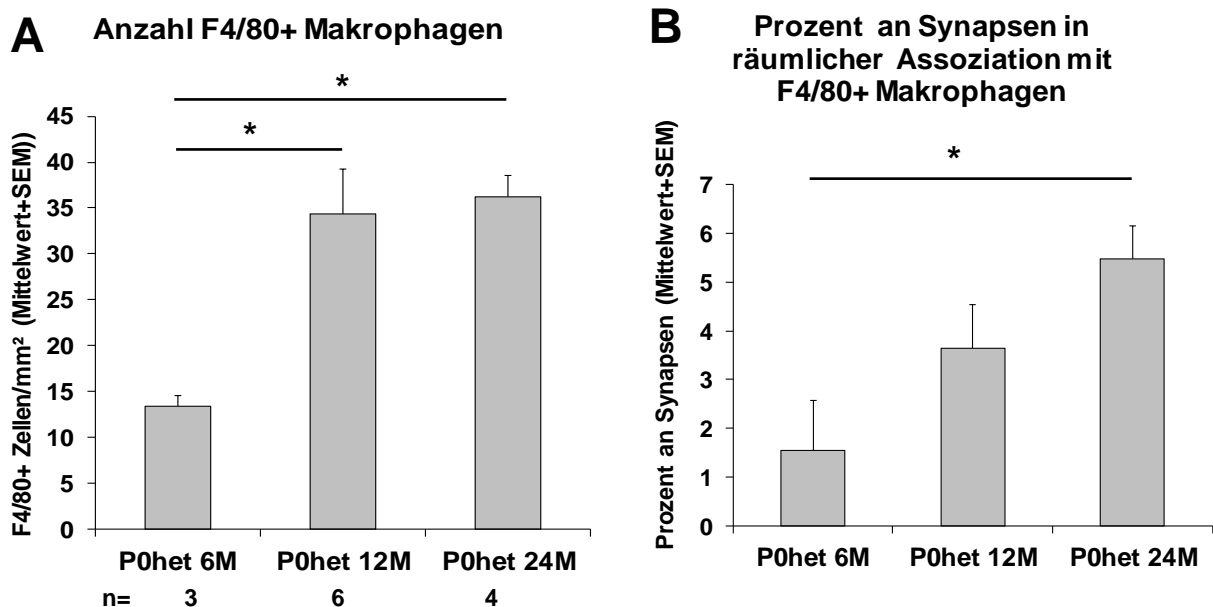 A
Anzahl F4/80+ Makrophagen
*
*
F4/80+ Zellen/mm² (Mittelwert+SEM))
45
40
35
30
25
20
15
10
5
0
P0het 6M P0het 12M P0het 24M
n= 3 6 4
B
Prozent an Synapsen in
räumlicher Assoziation mit
F4/80+ Makrophagen
*
Prozent an Synapsen (Mittelwert+SEM)
7
6
5
4
3
2
1
0
P0het 6M P0het 12M P0het 24M